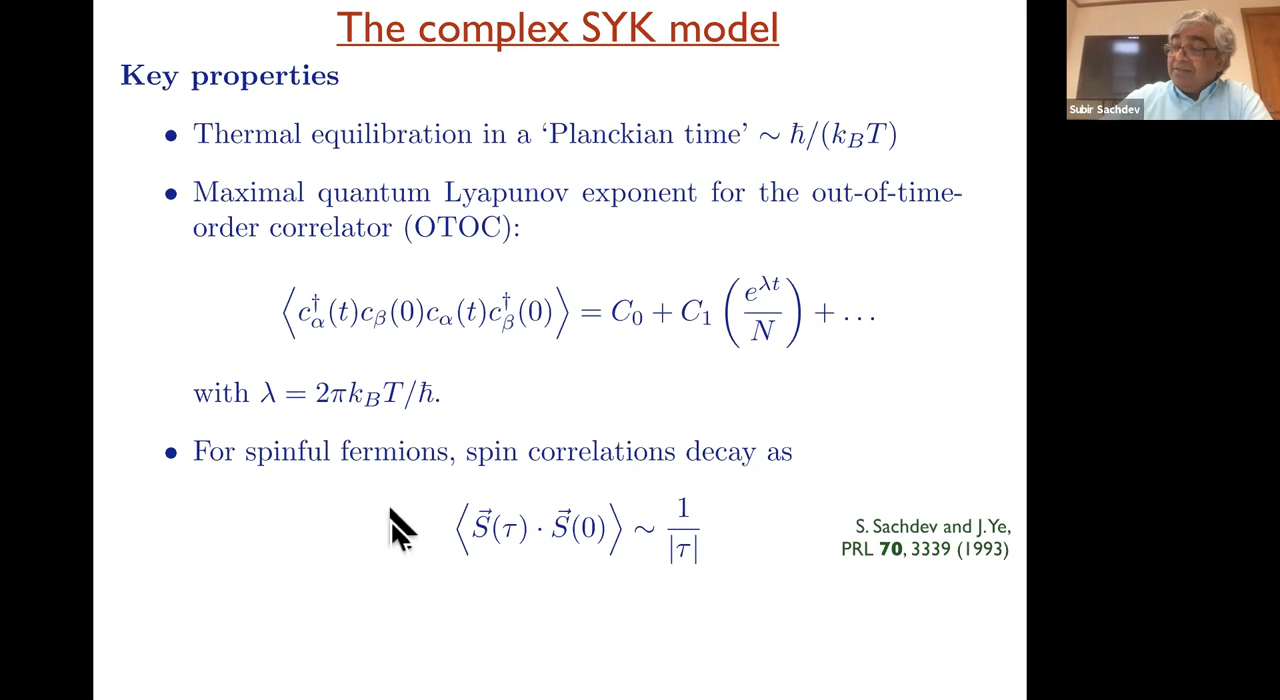 The complex SYK model
Subir Sachdev
Key properties
• Thermal equilibration in a ‘Planckian time’ ∼ ℏ/(k_BT)
• Maximal quantum Lyapunov exponent for the out-of-time-
order correlator (OTOC):
⟨c†_α(t)c_β(0)c_α(t)c†_β(0)⟩ = C_0 + C_1 (e^{λt}/N) + …
with λ = 2πk_BT/ℏ.
• For spinful fermions, spin correlations decay as
⟨S⃗(τ) · S⃗(0)⟩ ∼ 1/|τ|
S. Sachdev and J. Ye,
PRL 70, 3339 (1993)